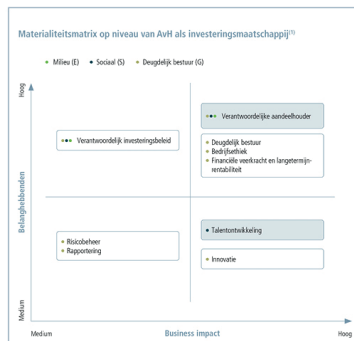 Materialiteitsmatrix op niveau van AvH als investeringsmaatschappij(1)
Milieu (E)
Sociaal (S)
Deugdelijk bestuur (G)
Hoog
Belanghebbenden
Medium
Verantwoordelijk investeringsbeleid
Verantwoordelijke aandeelhouder
Deugdelijk bestuur
Bedrijfsethiek
Financiële veerkracht en langetermijn-
rentabiliteit
Risicobeheer
Rapportering
Talentontwikkeling
Innovatie
Medium
Business impact
Hoog